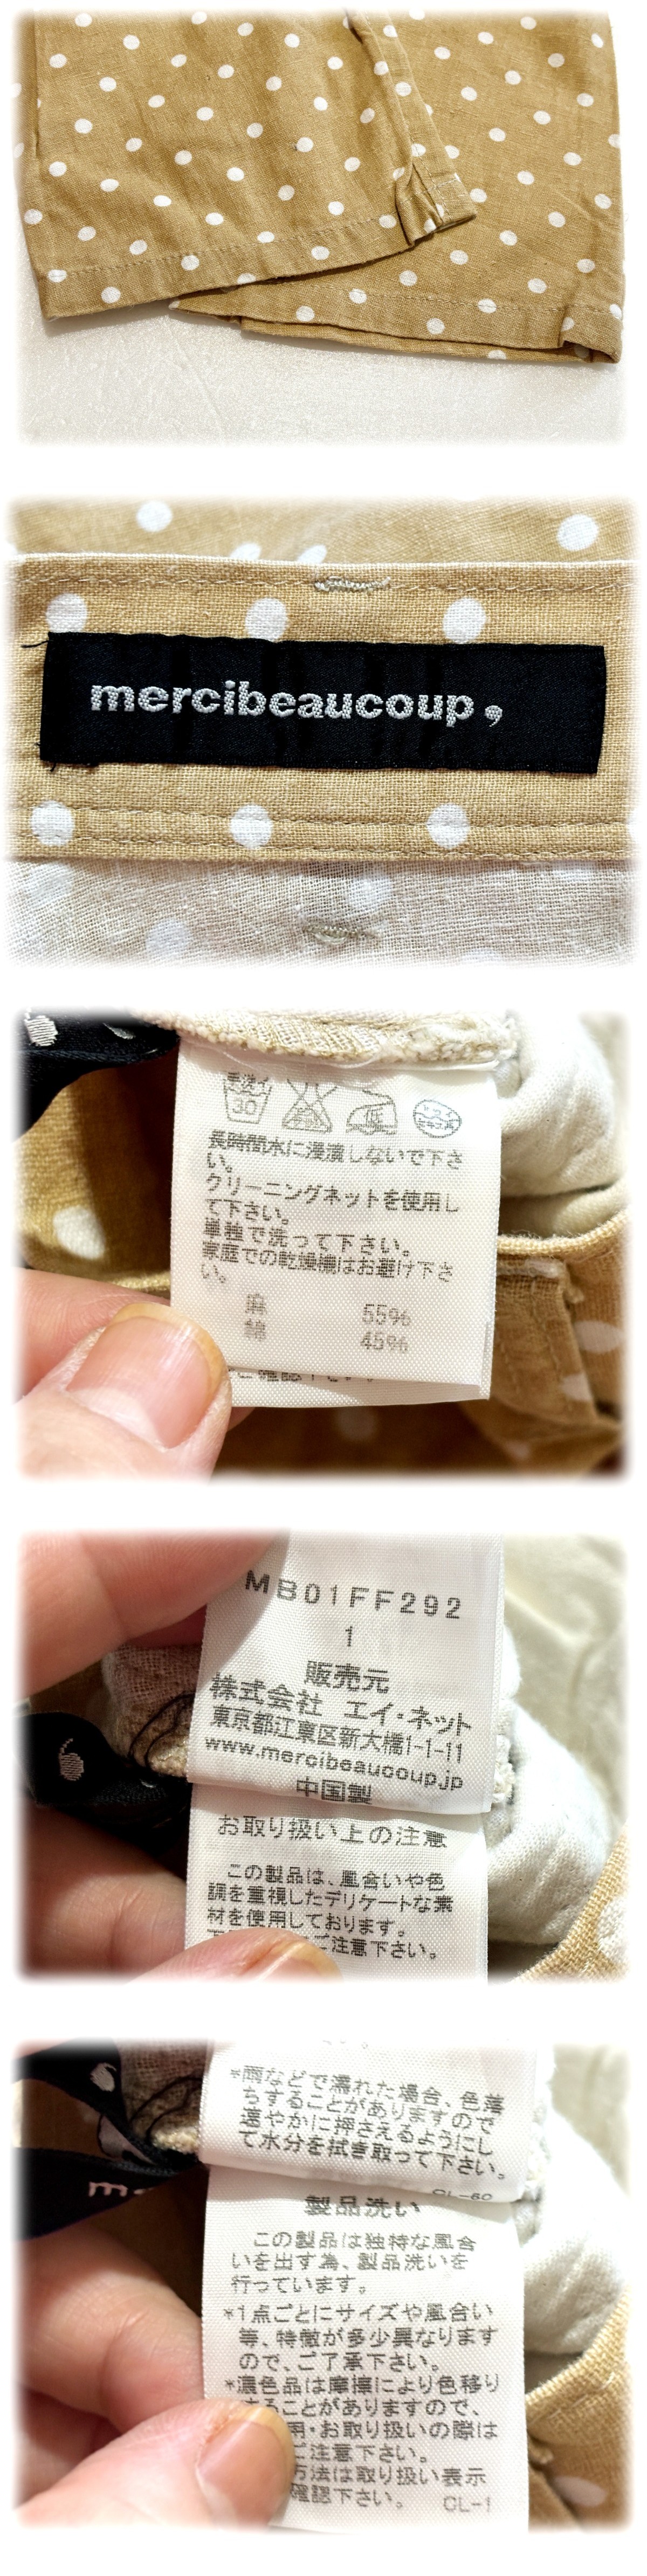 mercibeaucoup,
手洗イ
30
低
長時間水に浸漬しないで下さ
い。
クリーニングネットを使用し
て下さい。
単独で洗って下さい。
家庭での乾燥機はお避け下さ
い。
麻 55%
綿 45%
MB01FF292
1
販売元
株式会社 エイ・ネット
東京都江東区新大橋1-1-11
www.mercibeaucoup.jp
中国製
お取り扱い上の注意
この製品は、風合いや色
調を重視したデリケートな素
材を使用しております。
ご注意下さい。
*雨などで濡れた場合、色落
ちすることがありますので
速やかに押さえるようにし
て水分を拭き取って下さい。
CL-60
製品洗い
この製品は独特な風合
いを出す為、製品洗いを
行っています。
*1点ごとにサイズや風合い
等、特徴が多少異なります
ので、ご了承下さい。
*濃色品は摩擦により色移り
することがありますので、
用・お取り扱いの際は
ご注意下さい。
方法は取り扱い表示
確認下さい。 CL-1